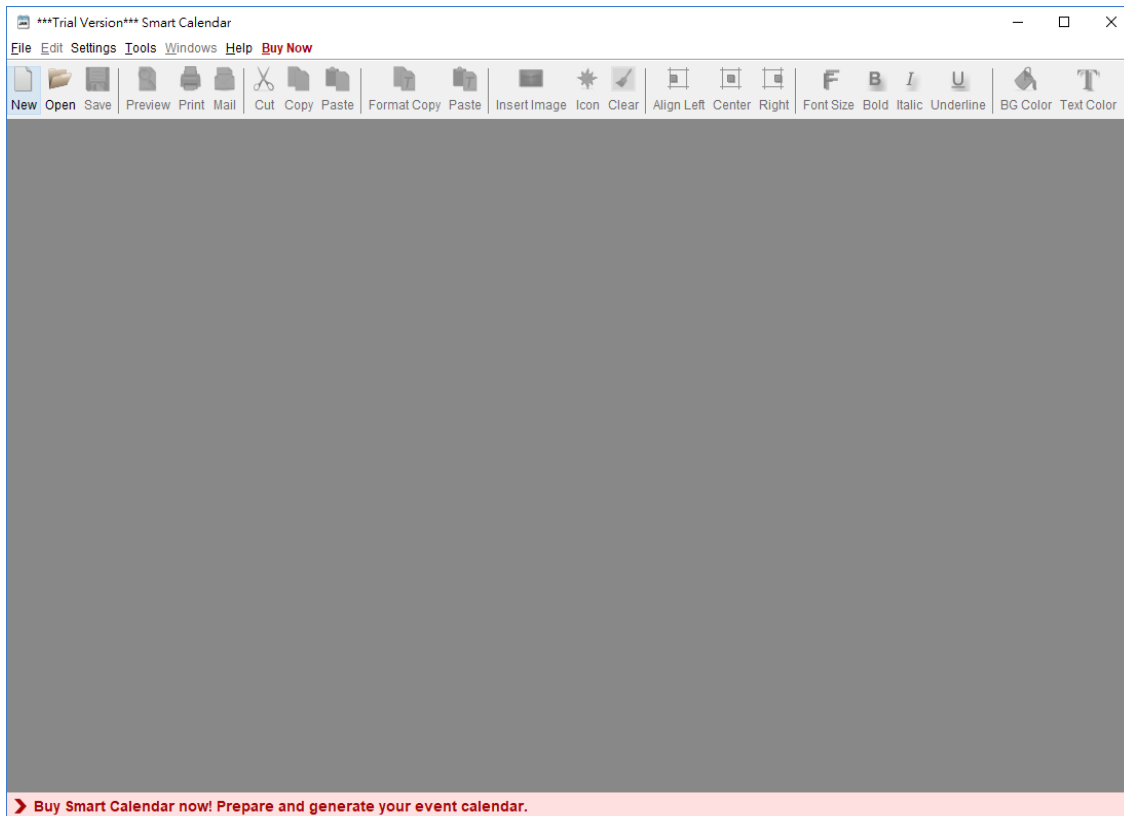 ***Trial Version*** Smart Calendar
File Edit Settings Tools Windows Help Buy Now
New Open Save Preview Print Mail Cut Copy Paste Format Copy Paste Insert Image Icon Clear Align Left Center Right Font Size Bold Italic Underline BG Color Text Color
Buy Smart Calendar now! Prepare and generate your event calendar.